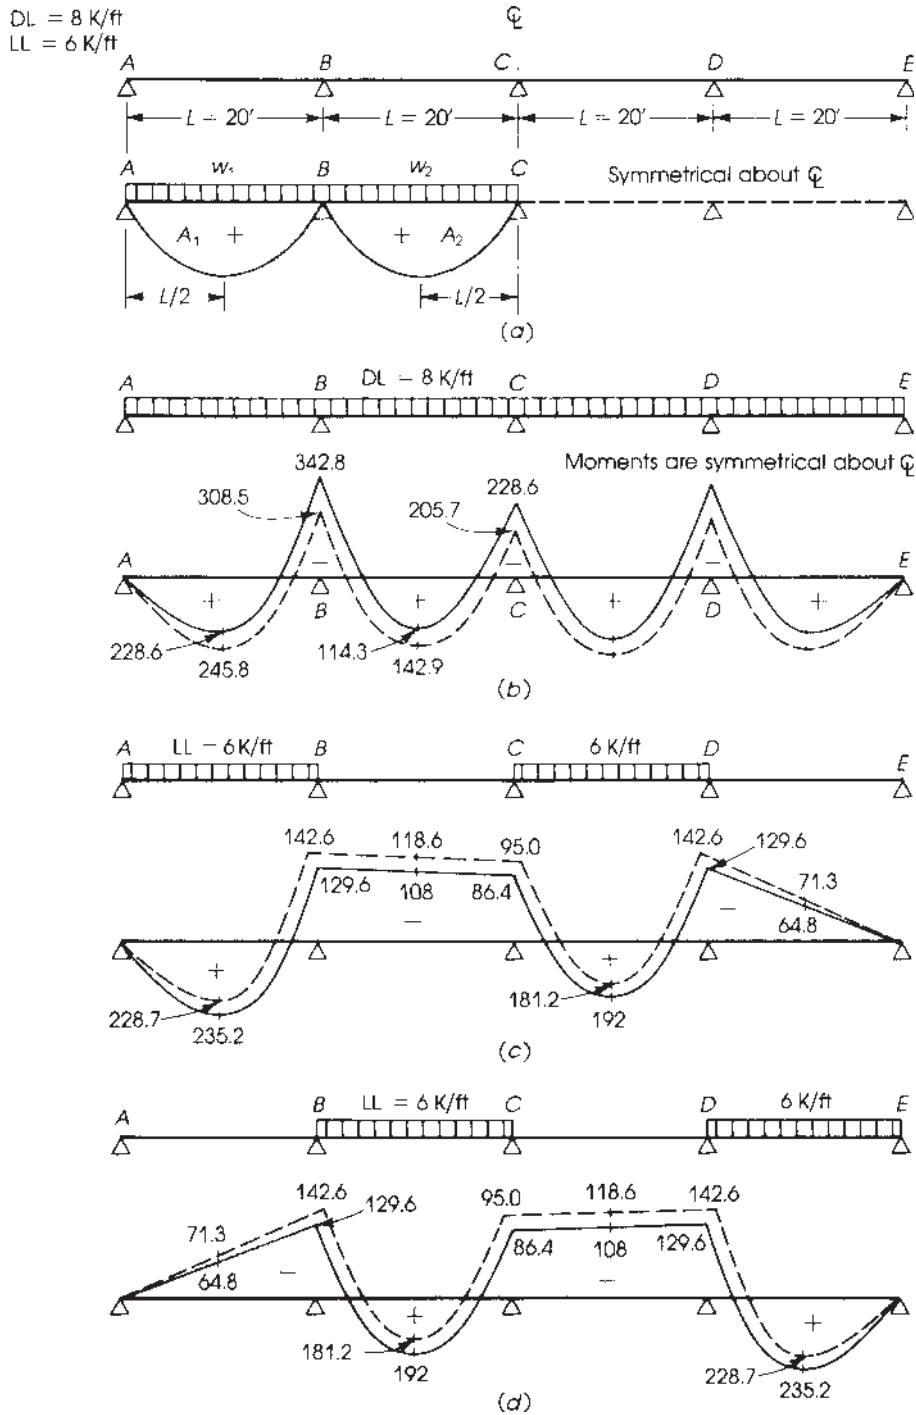 DL = 8 K/ft
LL = 6 K/ft
℄
A B C D E
L = 20′ L = 20′ L = 20′ L = 20′
A w₁ B w₂ C Symmetrical about ℄
A₁ + + A₂
L/2 L/2
(a)
A B DL = 8 K/ft C D E
Moments are symmetrical about ℄
342.8
308.5 228.6
205.7
A − − − E
+ B + C + D +
228.6 114.3
245.8 142.9
(b)
A LL = 6 K/ft B C 6 K/ft D E
142.6 118.6 95.0 142.6 129.6
129.6 108 86.4 71.3
− − 64.8
+ +
228.7 181.2
235.2 192
(c)
A B LL = 6 K/ft C D 6 K/ft E
142.6 129.6 95.0 118.6 142.6
71.3 86.4 108 129.6
64.8 − −
+ +
181.2 228.7
192 235.2
(d)